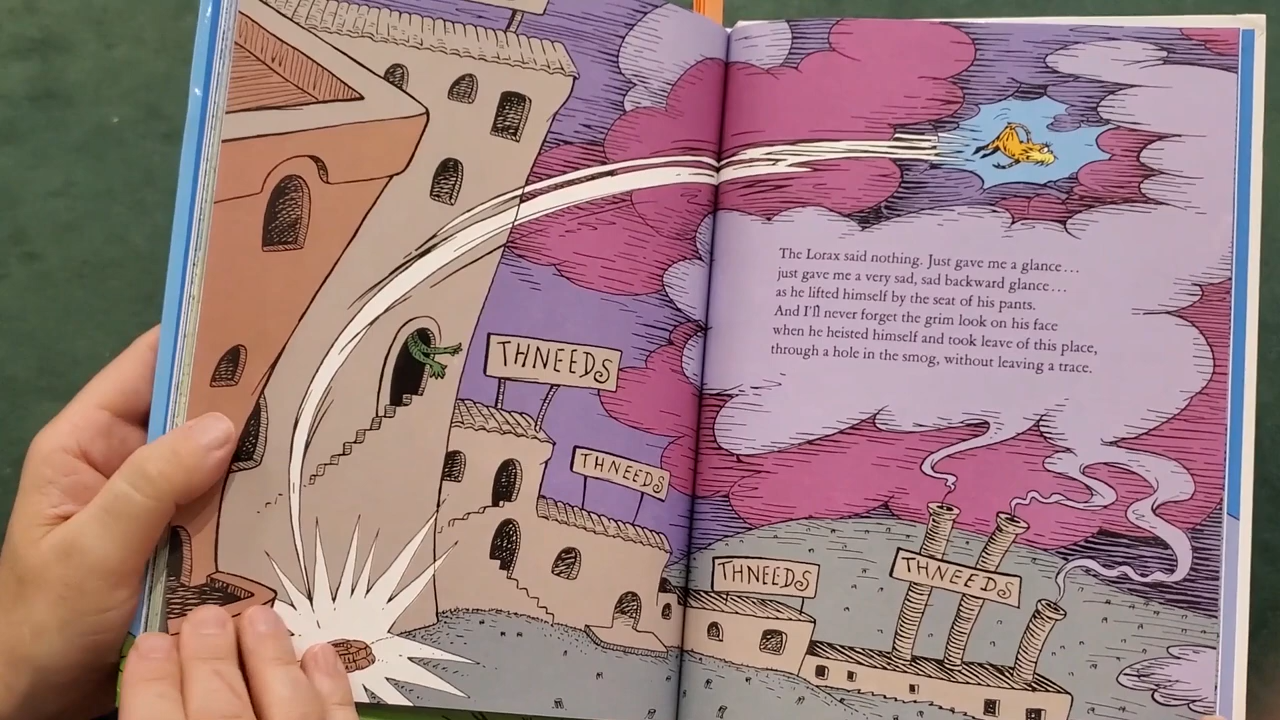 THNEEDS
THNEEDS
The Lorax said nothing. Just gave me a glance...
just gave me a very sad, sad backward glance...
as he lifted himself by the seat of his pants.
And I'll never forget the grim look on his face
when he heisted himself and took leave of this place,
through a hole in the smog, without leaving a trace.
THNEEDS
THNEEDS